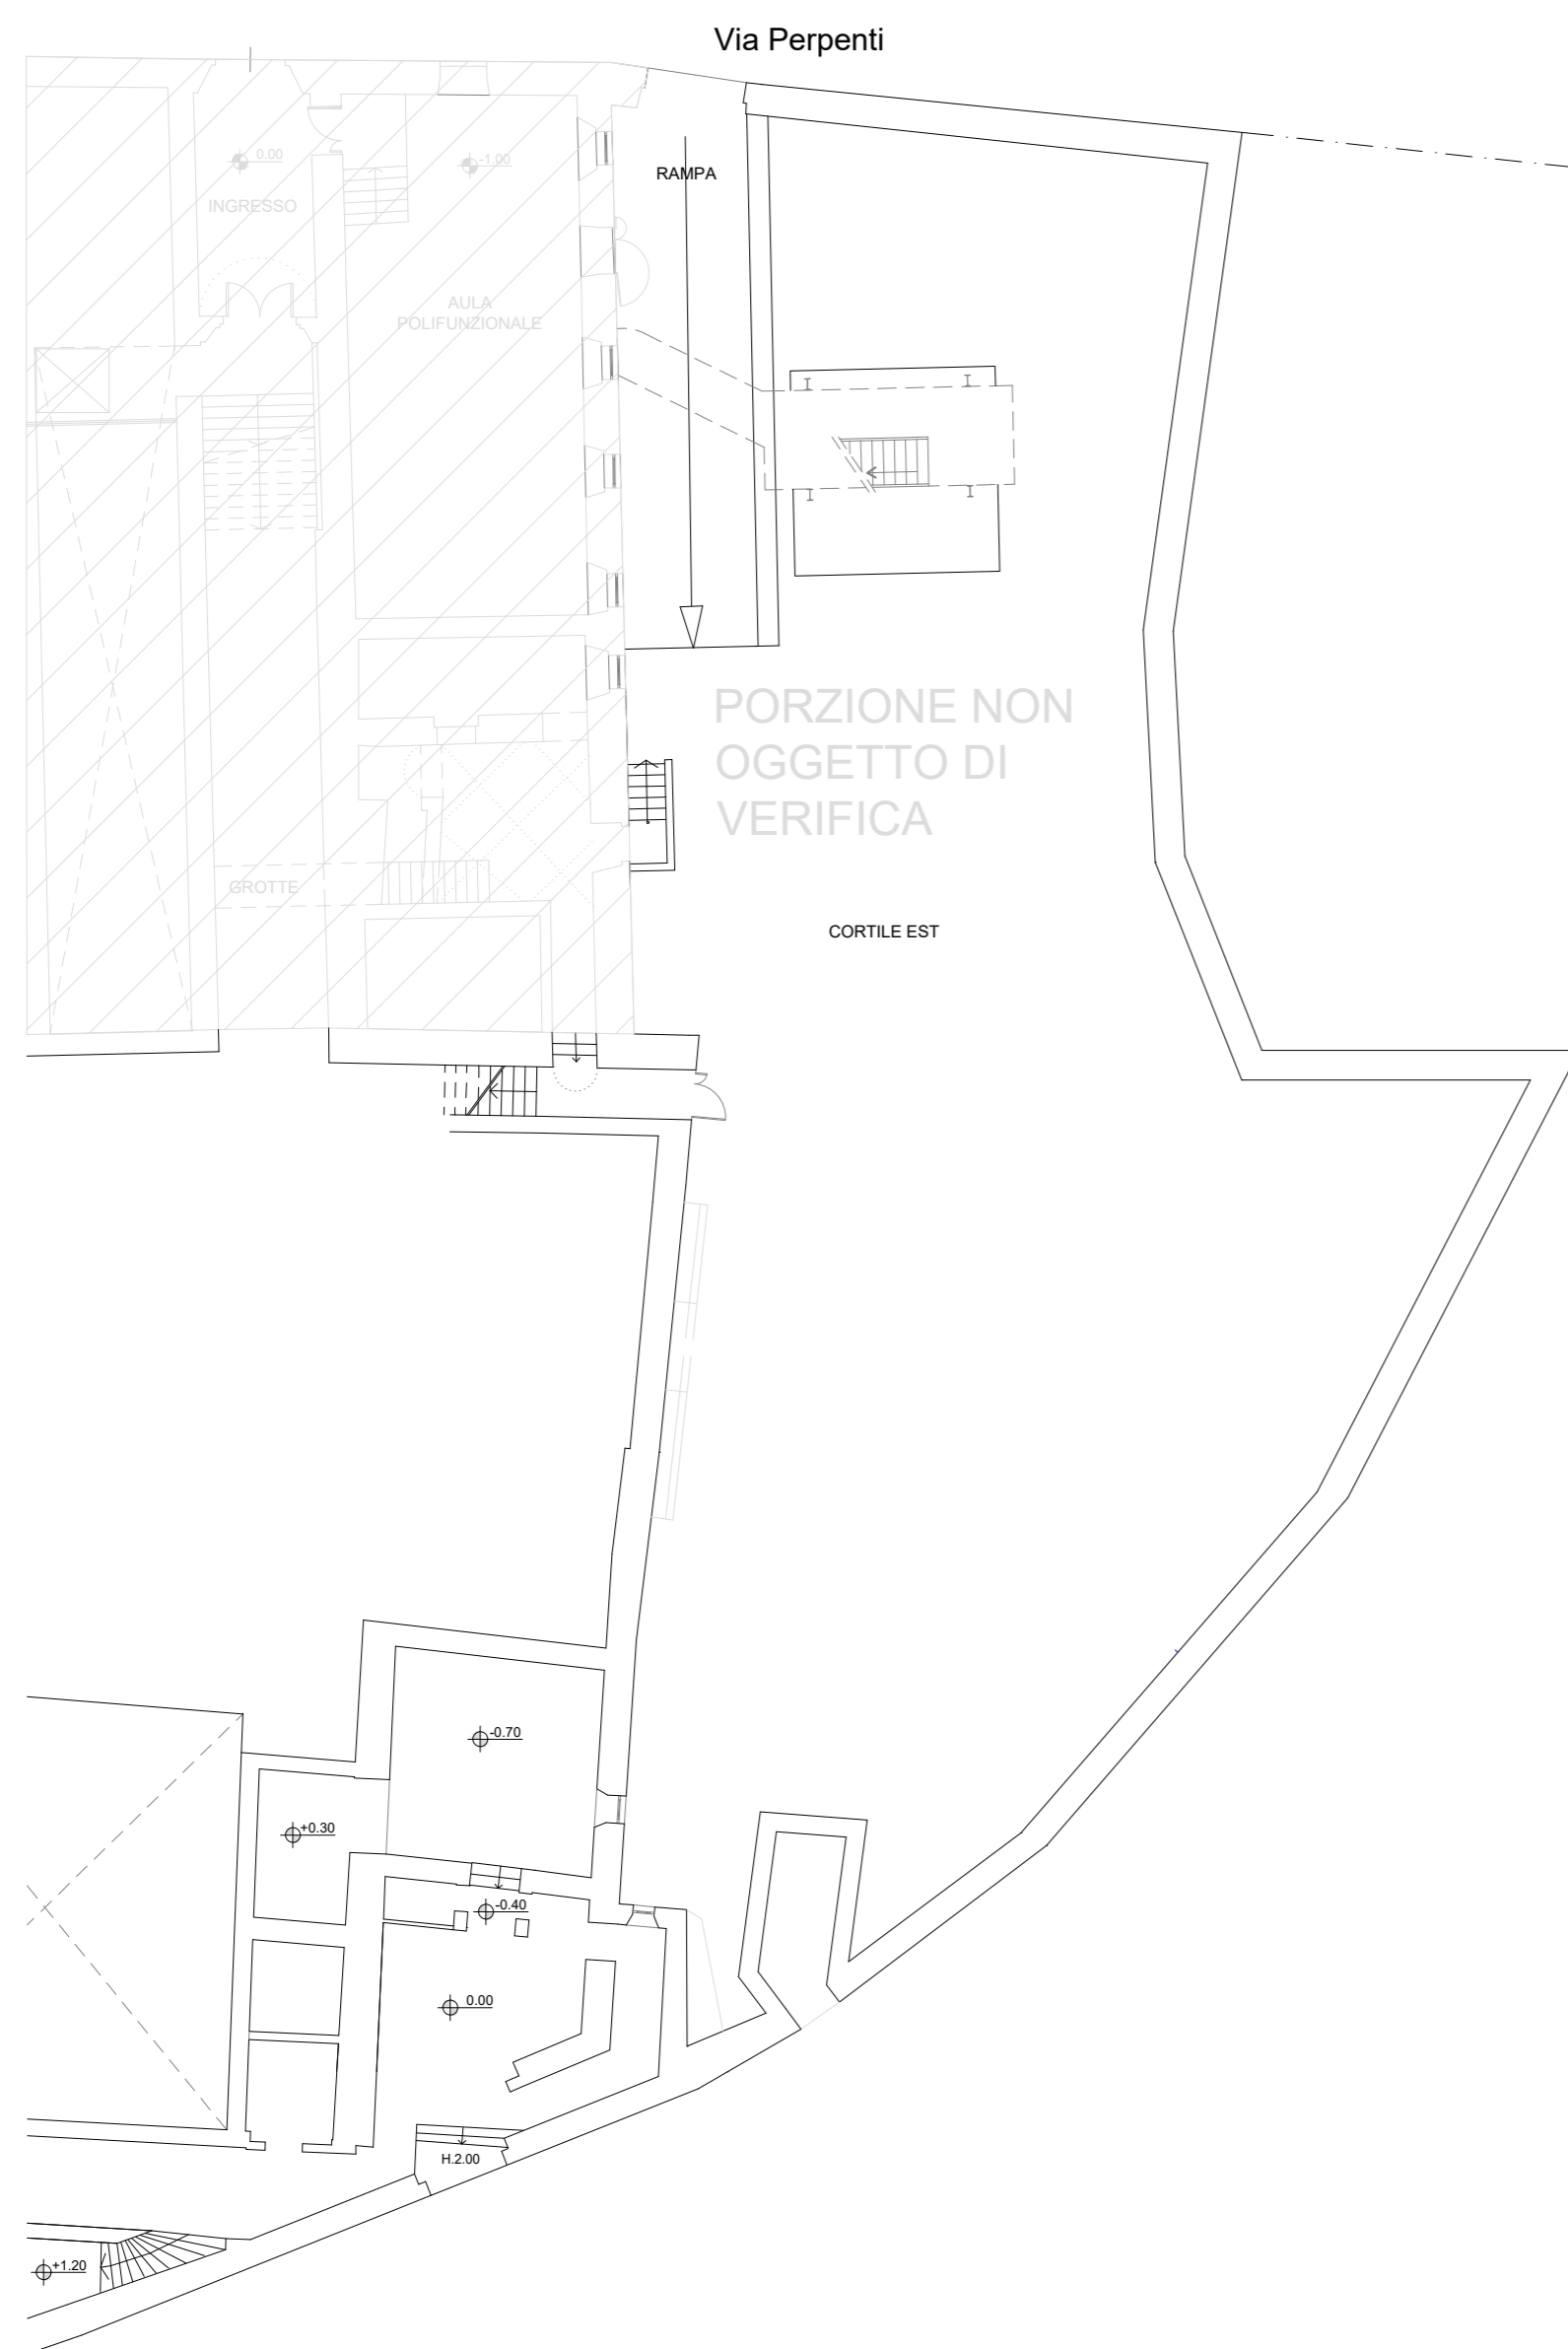 Via Perpenti
0.00
-1.00
RAMPA
INGRESSO
AULA
POLIFUNZIONALE
PORZIONE NON
OGGETTO DI
VERIFICA
GROTTE
CORTILE EST
-0.70
+0.30
-0.40
0.00
H.2.00
+1.20